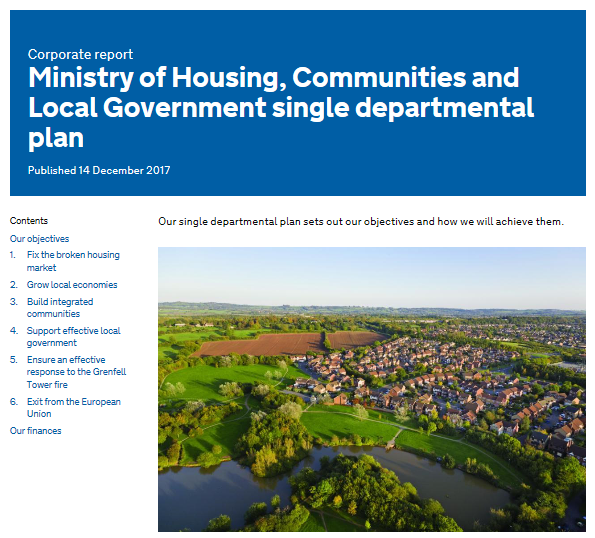 Corporate report
Ministry of Housing, Communities and
Local Government single departmental
plan
Published 14 December 2017
Contents
Our objectives
1. Fix the broken housing
market
2. Grow local economies
3. Build integrated
communities
4. Support effective local
government
5. Ensure an effective
response to the Grenfell
Tower fire
6. Exit from the European
Union
Our finances
Our single departmental plan sets out our objectives and how we will achieve them.